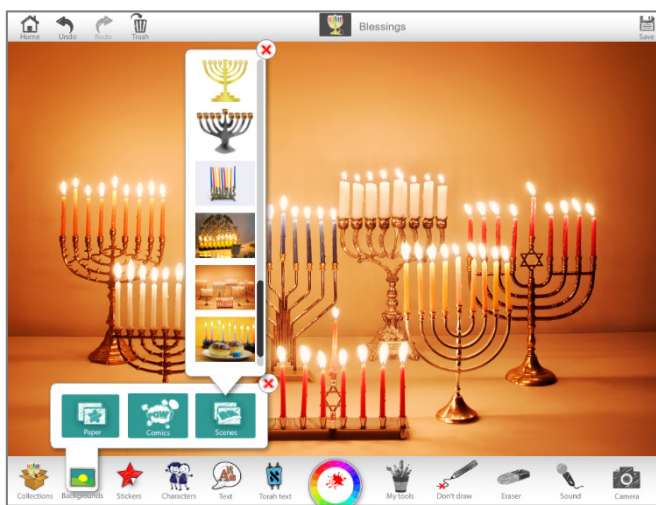 Home
Undo
Redo
Trash
Blessings
Save
Paper
Comics
Scenes
POW
Collections
Backgrounds
Stickers
Characters
Text
Torah text
My tools
Don't draw
Eraser
Sound
Camera